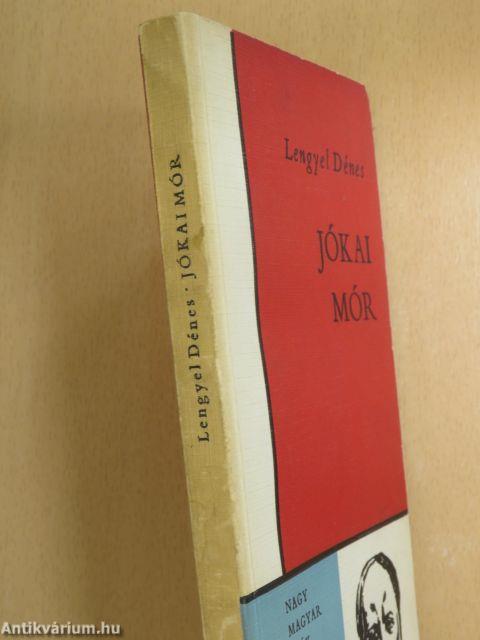 Lengyel Dénes · JÓKAI MÓR
Lengyel Dénes
JÓKAI
MÓR
NAGY
MAGYAR
Antikvárium.hu